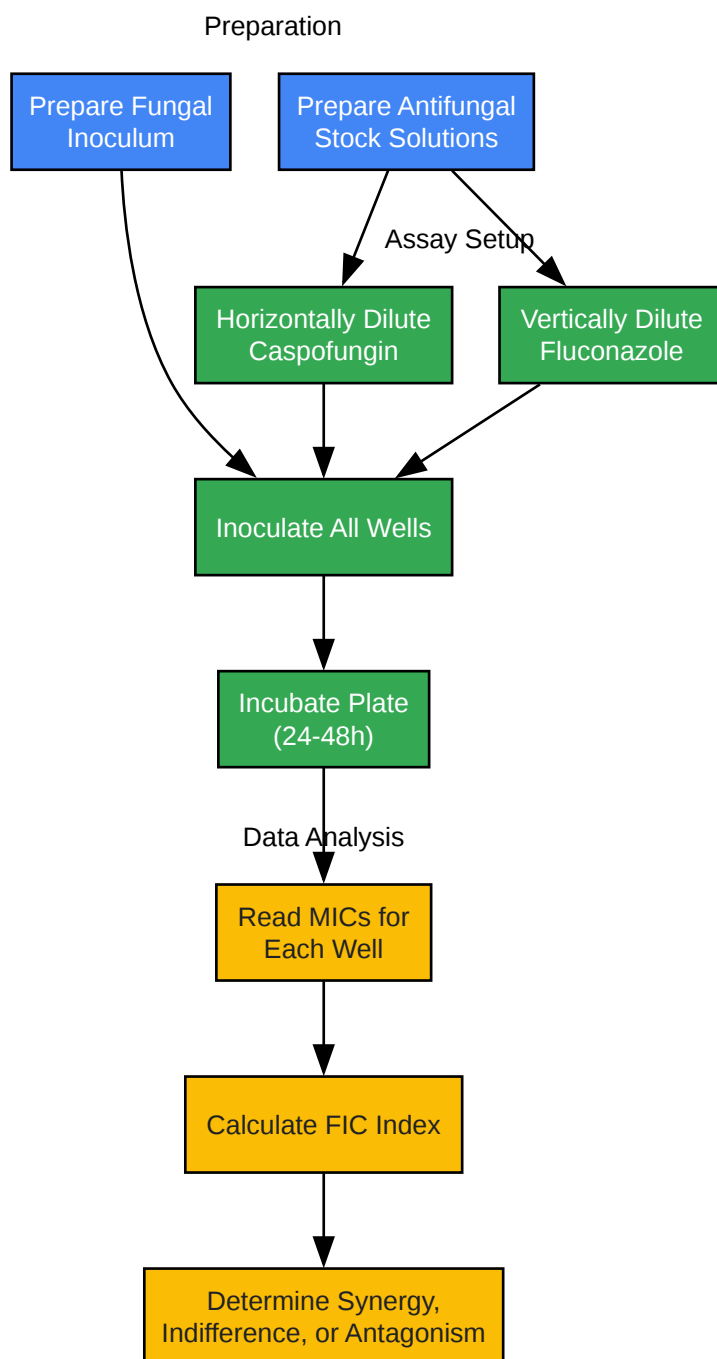 Preparation
Prepare Fungal
Inoculum
Prepare Antifungal
Stock Solutions
Assay Setup
Horizontally Dilute
Caspofungin
Vertically Dilute
Fluconazole
Inoculate All Wells
Incubate Plate
(24-48h)
Data Analysis
Read MICs for
Each Well
Calculate FIC Index
Determine Synergy,
Indifference, or Antagonism